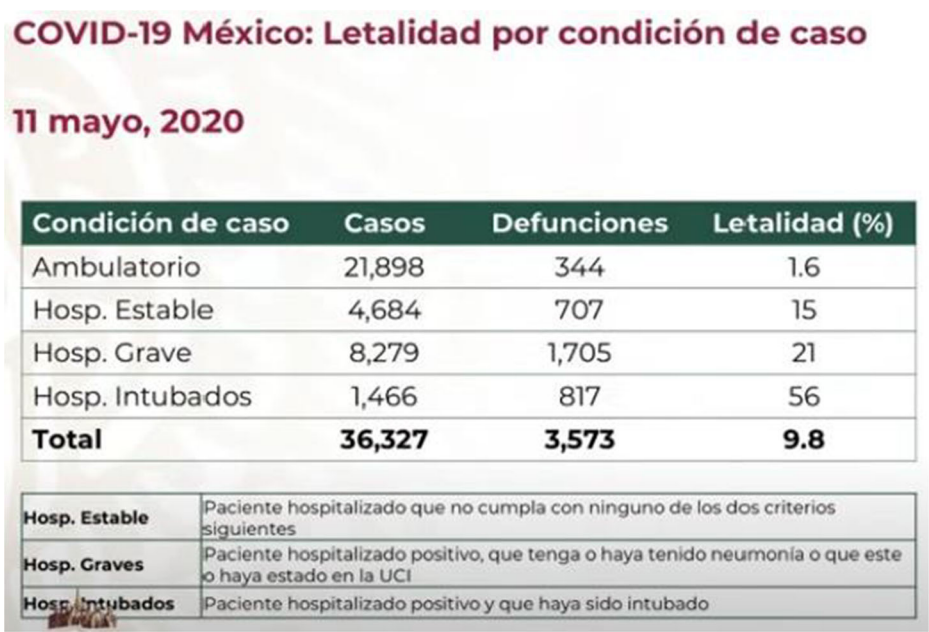 COVID-19 México: Letalidad por condición de caso
11 mayo, 2020
Condición de caso Casos Defunciones Letalidad (%)
Ambulatorio 21,898 344 1.6
Hosp. Estable 4,684 707 15
Hosp. Grave 8,279 1,705 21
Hosp. Intubados 1,466 817 56
Total 36,327 3,573 9.8
Hosp. Estable Paciente hospitalizado que no cumpla con ninguno de los dos criterios
siguientes
Hosp. Graves Paciente hospitalizado positivo, que tenga o haya tenido neumonía o que este
o haya estado en la UCI
Hosp. Intubados Paciente hospitalizado positivo y que haya sido intubado